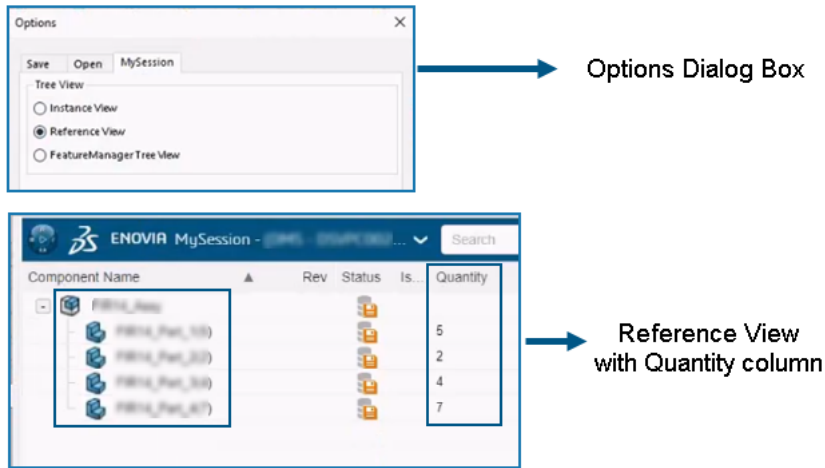 Options
Save Open MySession
Tree View
Instance View
Reference View
FeatureManager Tree View
Options Dialog Box
ENOVIA MySession - ... Search
Component Name Rev Status Is... Quantity
5
2
4
7
Reference View
with Quantity column